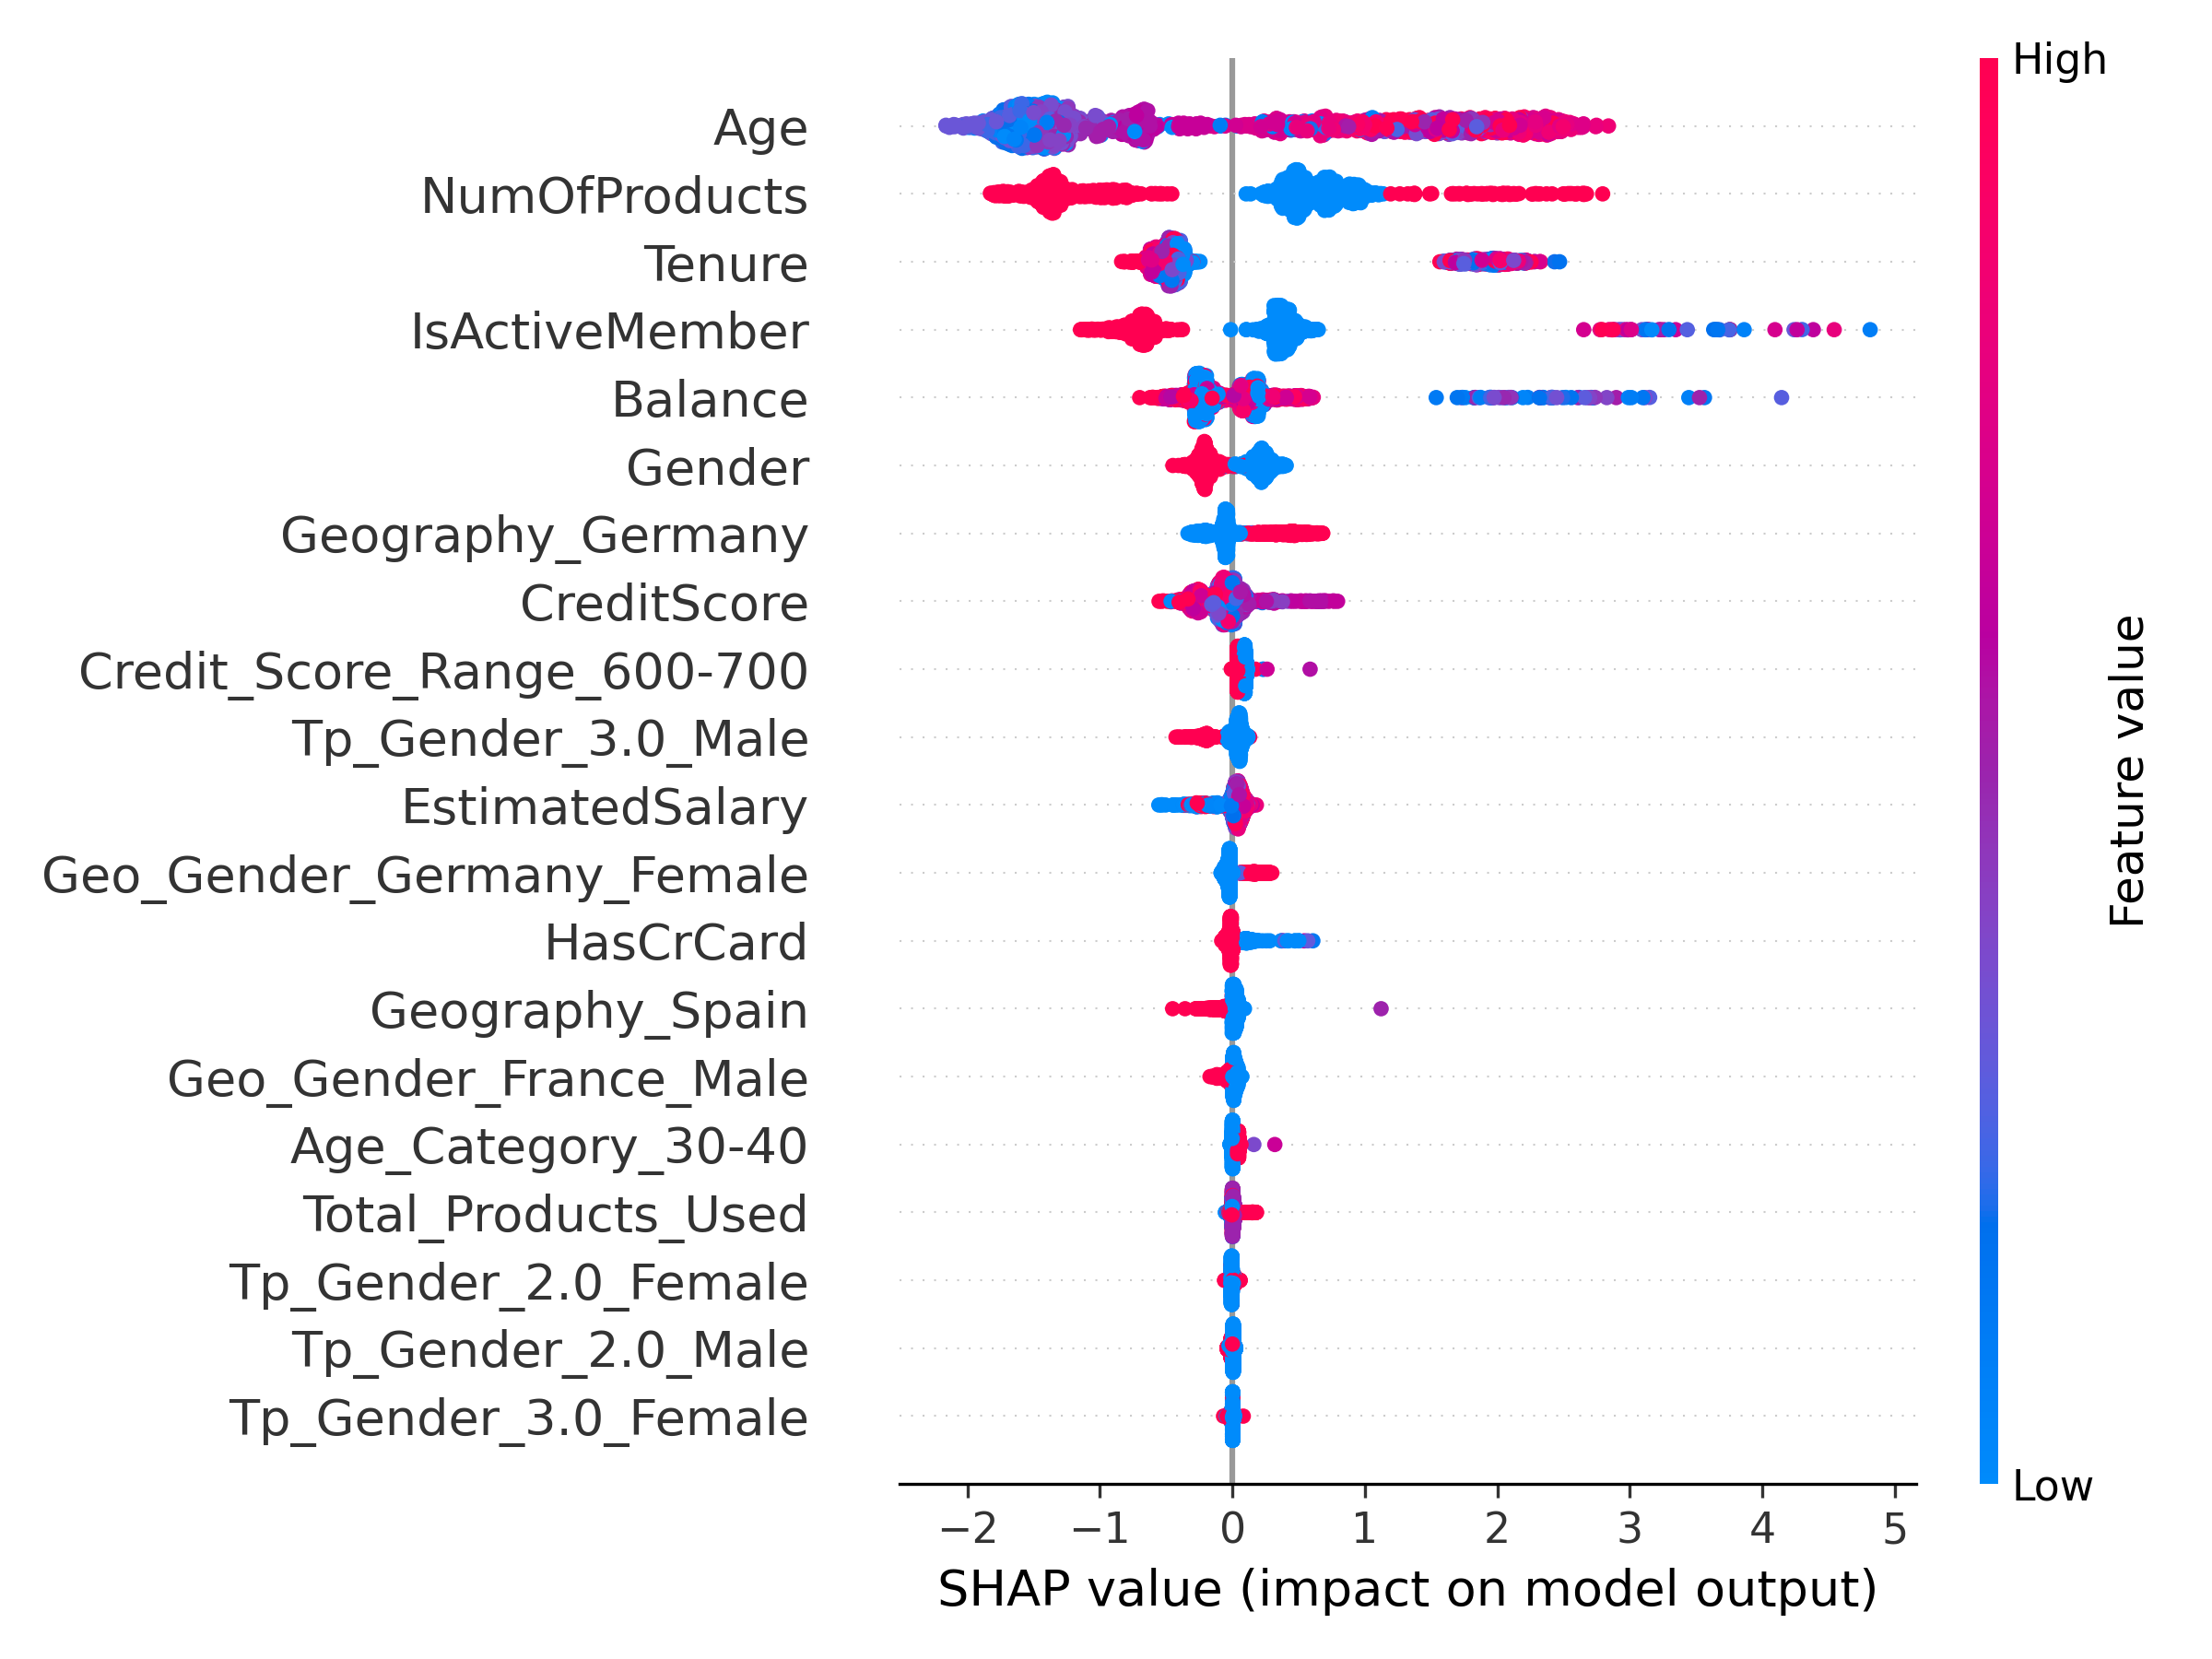 High
Age
NumOfProducts
Tenure
IsActiveMember
Balance
Gender
Geography_Germany
CreditScore
Credit_Score_Range_600-700
Tp_Gender_3.0_Male
EstimatedSalary
Geo_Gender_Germany_Female
HasCrCard
Geography_Spain
Geo_Gender_France_Male
Age_Category_30-40
Total_Products_Used
Tp_Gender_2.0_Female
Tp_Gender_2.0_Male
Tp_Gender_3.0_Female
Feature value
Low
−2 −1 0 1 2 3 4 5
SHAP value (impact on model output)